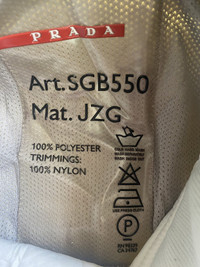 PRADA
Art.SGB550
Mat. JZG
100% POLYESTER
TRIMMINGS:
100% NYLON
P